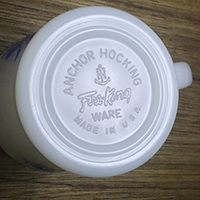 ANCHOR HOCKING
Fire-King
WARE
MADE IN U.S.A.